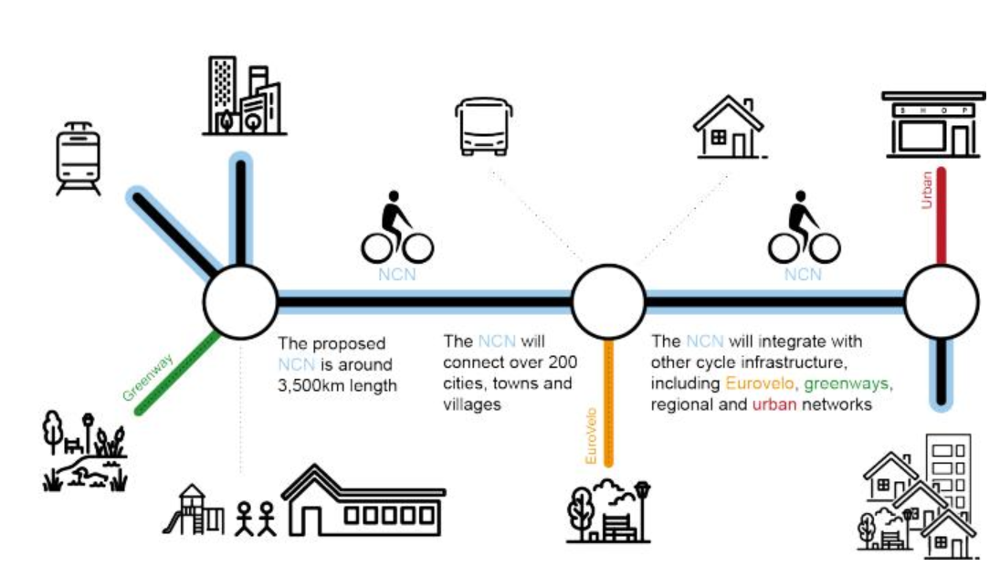 SHOP
Urban
NCN
NCN
The proposed
NCN is around
3,500km length
The NCN will
connect over 200
cities, towns and
villages
The NCN will integrate with
other cycle infrastructure,
including Eurovelo, greenways,
regional and urban networks
Greenway
EuroVelo